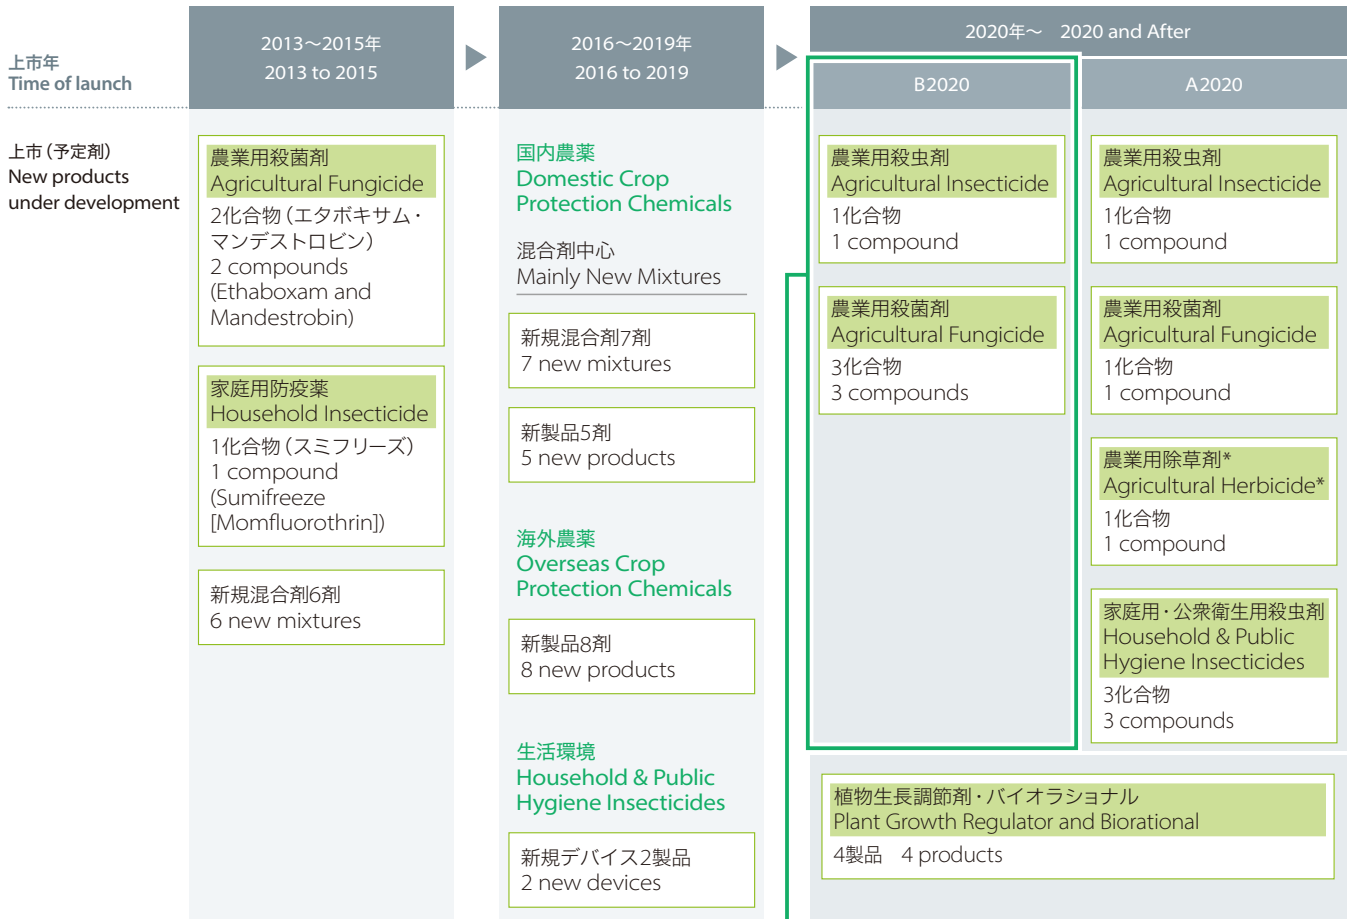 上市年
Time of launch
2013～2015年
2013 to 2015
2016～2019年
2016 to 2019
2020年～ 2020 and After
B2020
A2020
上市（予定剤）
New products
under development
農業用殺菌剤
Agricultural Fungicide
2化合物（エタボキサム・
マンデストロビン）
2 compounds
(Ethaboxam and
Mandestrobin)
家庭用防疫薬
Household Insecticide
1化合物（スミフリーズ）
1 compound
(Sumifreeze
[Momfluorothrin])
新規混合剤6剤
6 new mixtures
国内農薬
Domestic Crop
Protection Chemicals
混合剤中心
Mainly New Mixtures
新規混合剤7剤
7 new mixtures
新製品5剤
5 new products
海外農薬
Overseas Crop
Protection Chemicals
新製品8剤
8 new products
生活環境
Household & Public
Hygiene Insecticides
新規デバイス2製品
2 new devices
農業用殺虫剤
Agricultural Insecticide
1化合物
1 compound
農業用殺菌剤
Agricultural Fungicide
3化合物
3 compounds
農業用殺虫剤
Agricultural Insecticide
1化合物
1 compound
農業用殺菌剤
Agricultural Fungicide
1化合物
1 compound
農業用除草剤*
Agricultural Herbicide*
1化合物
1 compound
家庭用・公衆衛生用殺虫剤
Household & Public
Hygiene Insecticides
3化合物
3 compounds
植物生長調節剤・バイオラショナル
Plant Growth Regulator and Biorational
4製品 4 products